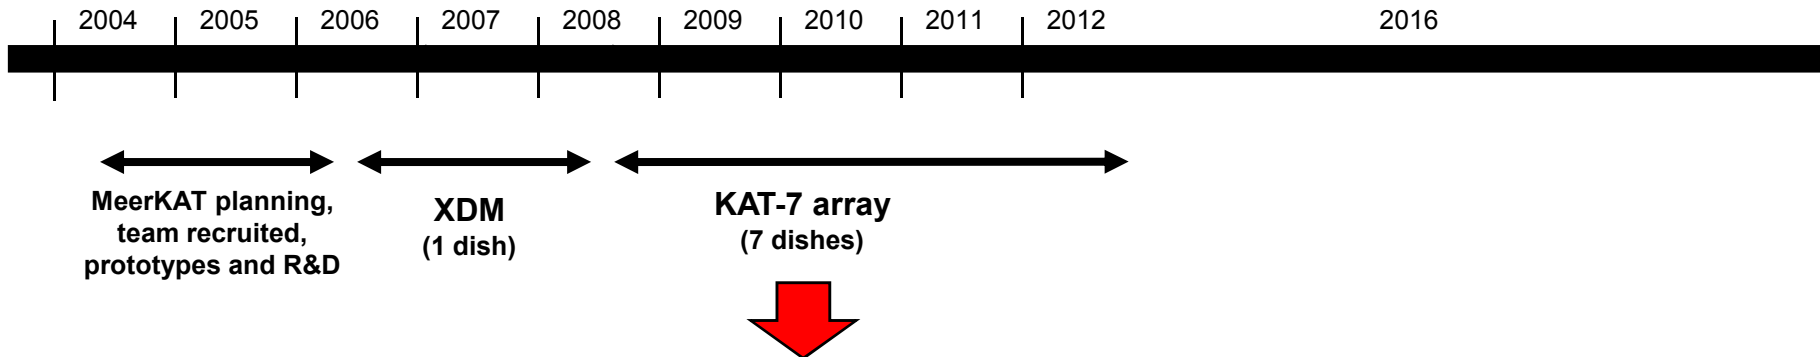 2004 2005 2006 2007 2008 2009 2010 2011 2012 2016
MeerKAT planning,
team recruited,
prototypes and R&D
XDM
(1 dish)
KAT-7 array
(7 dishes)